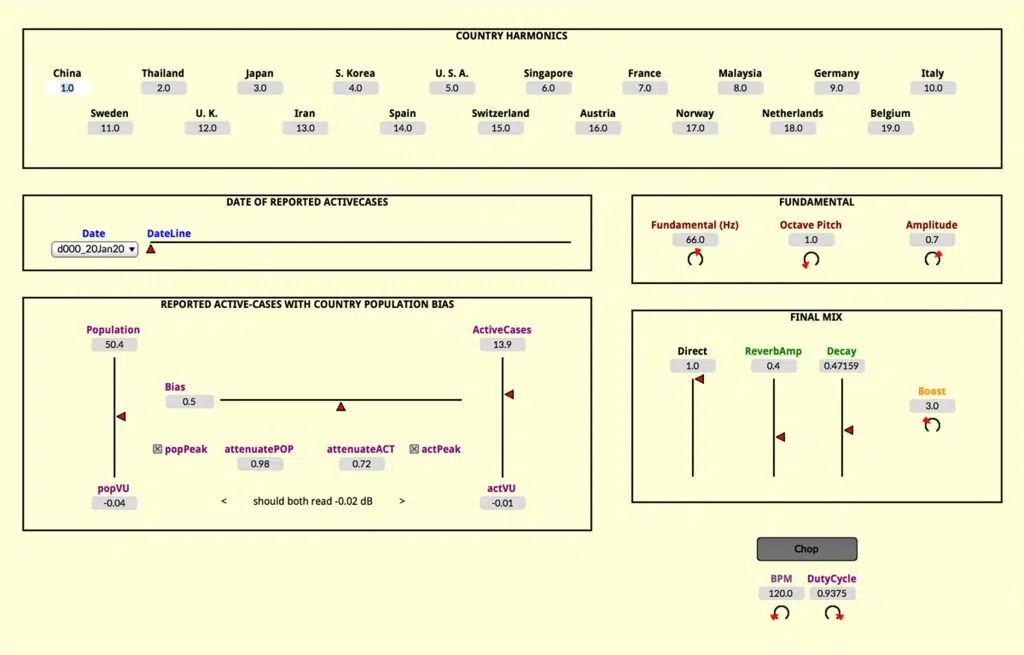 COUNTRY HARMONICS
China Thailand Japan S. Korea U. S. A. Singapore France Malaysia Germany Italy
1.0 2.0 3.0 4.0 5.0 6.0 7.0 8.0 9.0 10.0
Sweden U. K. Iran Spain Switzerland Austria Norway Netherlands Belgium
11.0 12.0 13.0 14.0 15.0 16.0 17.0 18.0 19.0
DATE OF REPORTED ACTIVECASES
Date DateLine
d000_20Jan20
FUNDAMENTAL
Fundamental (Hz) Octave Pitch Amplitude
66.0 1.0 0.7
REPORTED ACTIVE-CASES WITH COUNTRY POPULATION BIAS
Population ActiveCases
50.4 13.9
Bias
0.5
popPeak attenuatePOP attenuateACT actPeak
0.98 0.72
popVU actVU
-0.04 < should both read -0.02 dB > -0.01
FINAL MIX
Direct ReverbAmp Decay
1.0 0.4 0.47159
Boost
3.0
Chop
BPM DutyCycle
120.0 0.9375